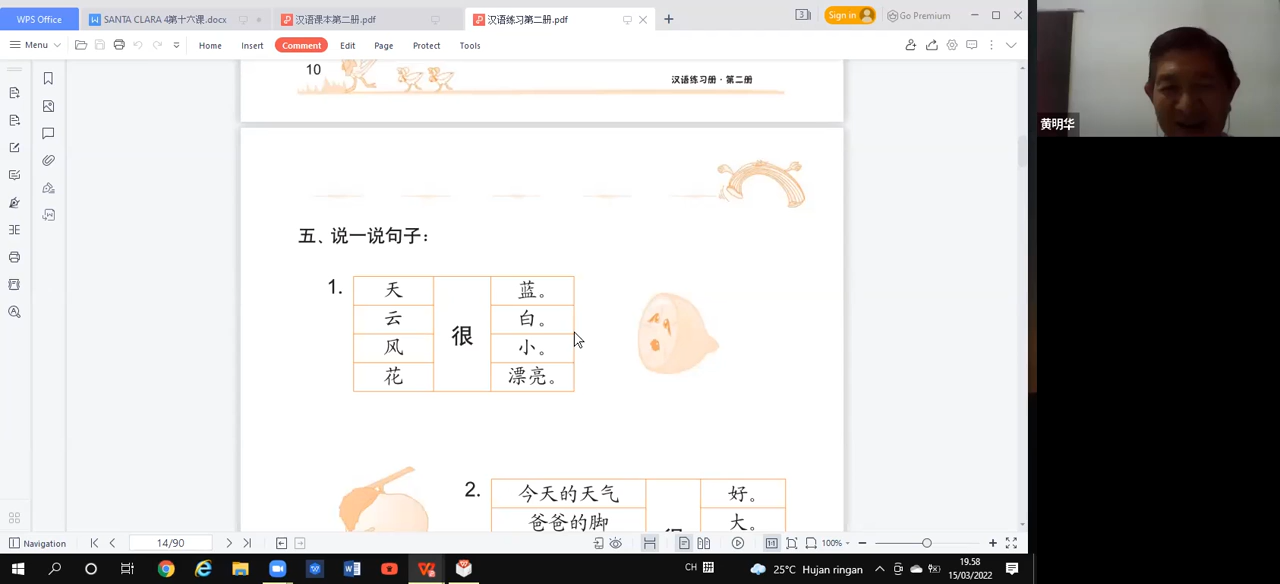 WPS Office
SANTA CLARA 4第十六课.docx
汉语课本第二册.pdf
汉语练习第二册.pdf
3
Sign in
Go Premium
Menu
Home
Insert
Comment
Edit
Page
Protect
Tools
10
汉语练习册·第二册
黄明华
五、说一说句子：
1.
天 很 蓝。
云 白。
风 小。
花 漂亮。
2.
今天的天气 好。
爸爸的脚 大。
Navigation
14/90
100%
CH
25°C Hujan ringan
19.58
15/03/2022